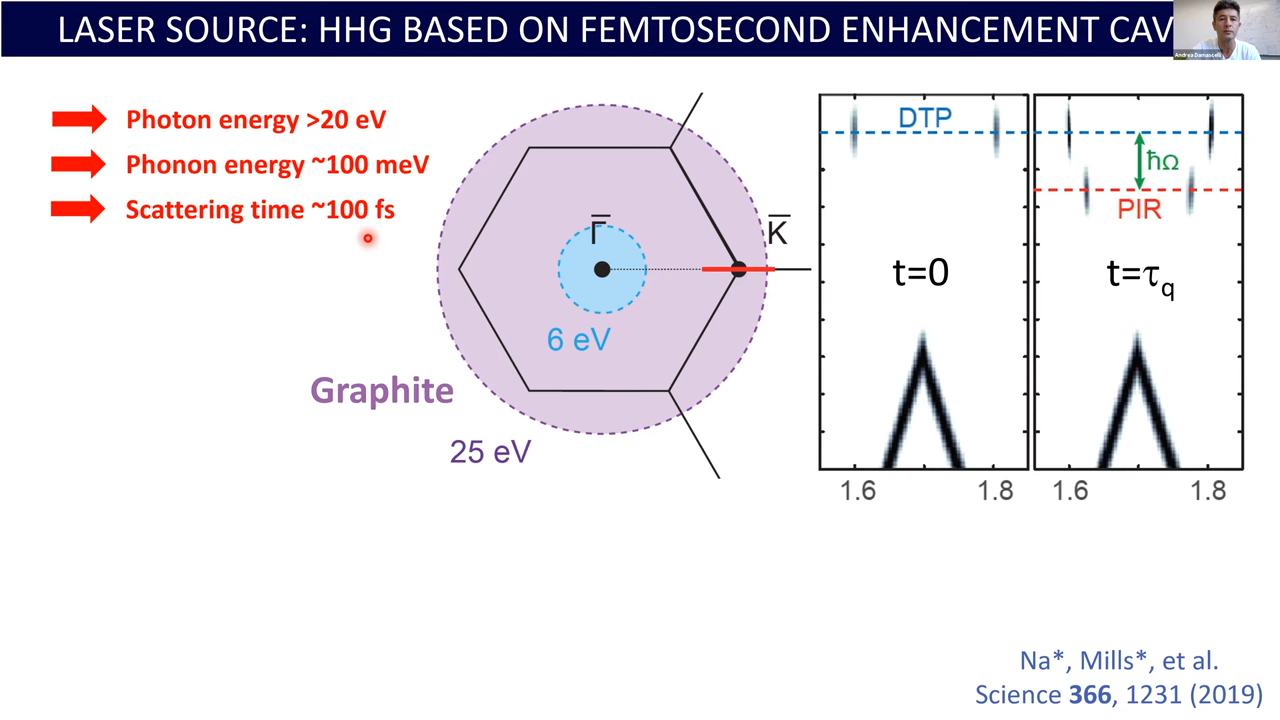 LASER SOURCE: HHG BASED ON FEMTOSECOND ENHANCEMENT CAV
Andrea Damascelli
Photon energy >20 eV
Phonon energy ~100 meV
Scattering time ~100 fs
Γ̅
K̅
6 eV
Graphite
25 eV
DTP
t=0
1.6
1.8
ħΩ
PIR
t=τq
1.6
1.8
Na*, Mills*, et al.
Science 366, 1231 (2019)